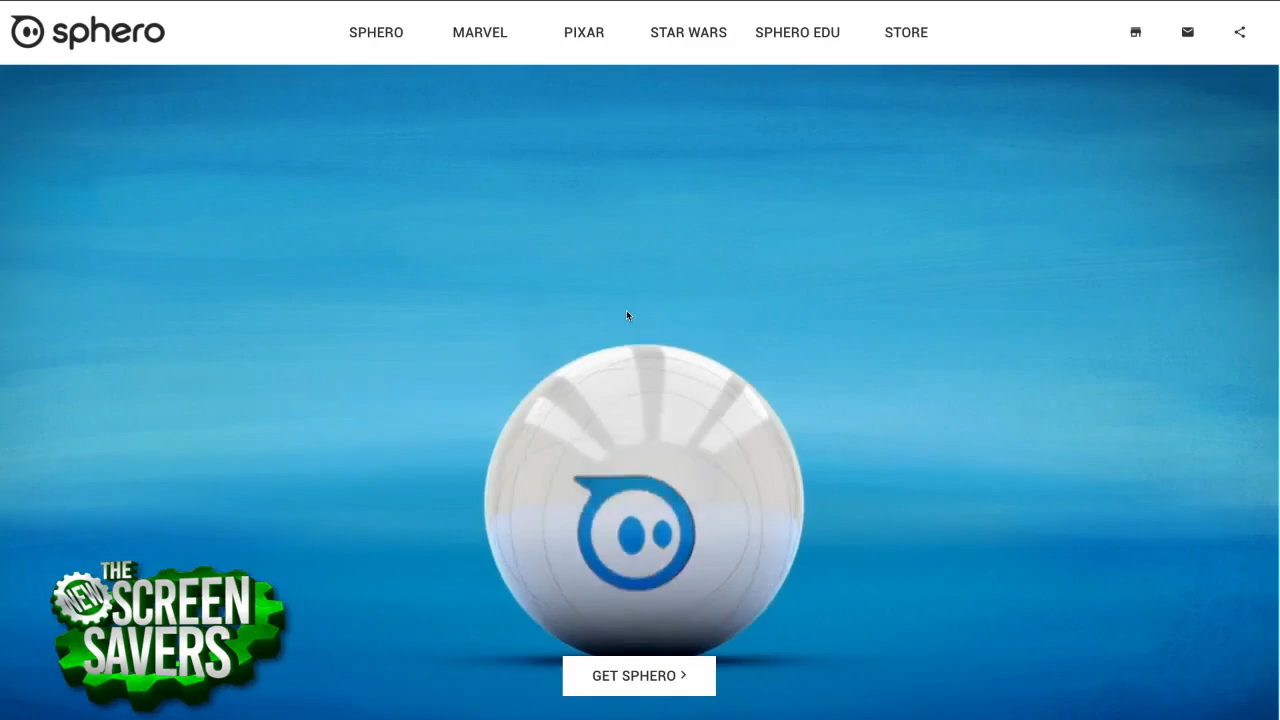 sphero
SPHERO
MARVEL
PIXAR
STAR WARS
SPHERO EDU
STORE
THE
NEW
SCREEN
SAVERS
GET SPHERO >